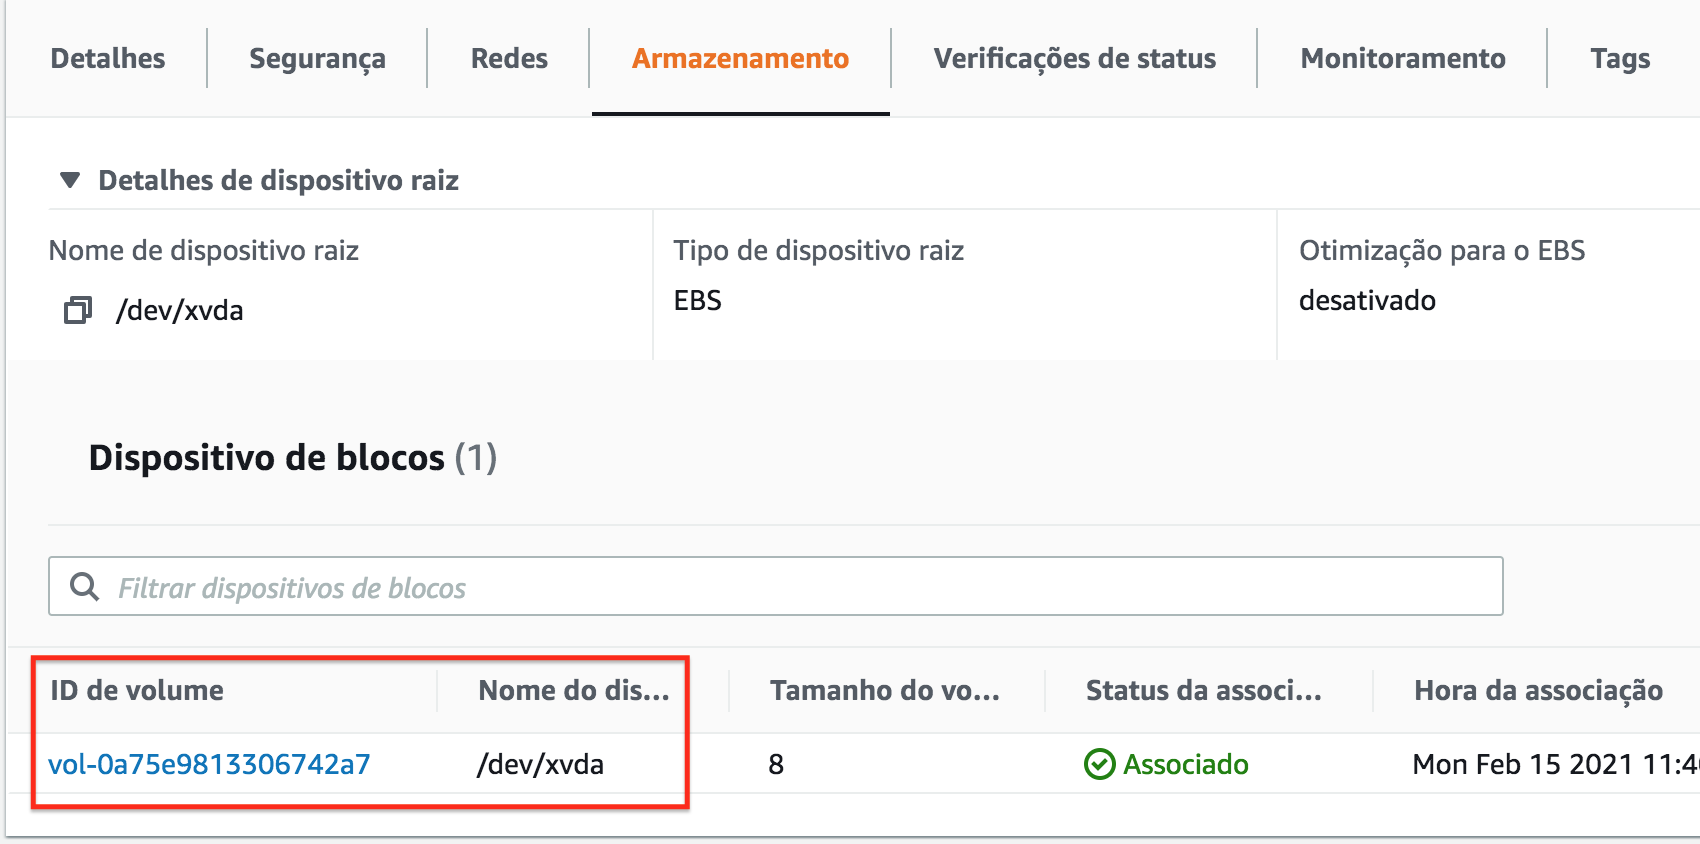 Detalhes Segurança Redes Armazenamento Verificações de status Monitoramento Tags
Detalhes de dispositivo raiz
Nome de dispositivo raiz Tipo de dispositivo raiz Otimização para o EBS
/dev/xvda EBS desativado
Dispositivo de blocos (1)
Filtrar dispositivos de blocos
ID de volume Nome do dis... Tamanho do vo... Status da associ... Hora da associação
vol-0a75e9813306742a7 /dev/xvda 8 Associado Mon Feb 15 2021 11:4